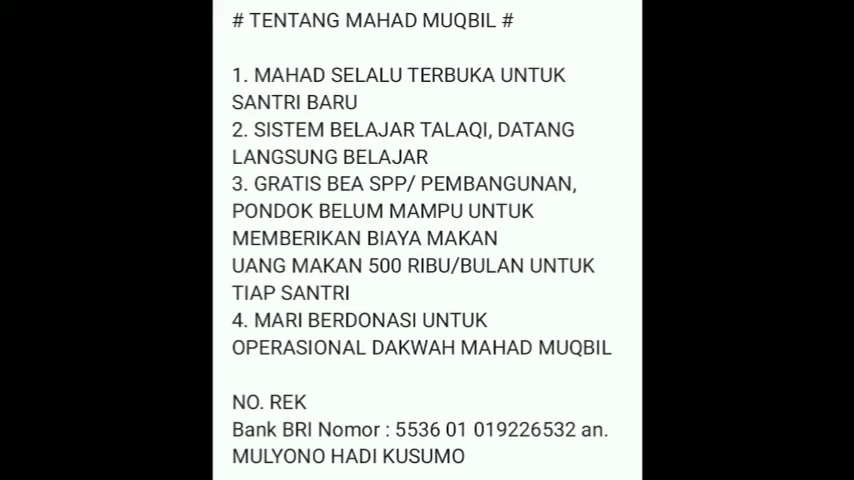 # TENTANG MAHAD MUQBIL #
1. MAHAD SELALU TERBUKA UNTUK
SANTRI BARU
2. SISTEM BELAJAR TALAQI, DATANG
LANGSUNG BELAJAR
3. GRATIS BEA SPP/ PEMBANGUNAN,
PONDOK BELUM MAMPU UNTUK
MEMBERIKAN BIAYA MAKAN
UANG MAKAN 500 RIBU/BULAN UNTUK
TIAP SANTRI
4. MARI BERDONASI UNTUK
OPERASIONAL DAKWAH MAHAD MUQBIL
NO. REK
Bank BRI Nomor : 5536 01 019226532 an.
MULYONO HADI KUSUMO